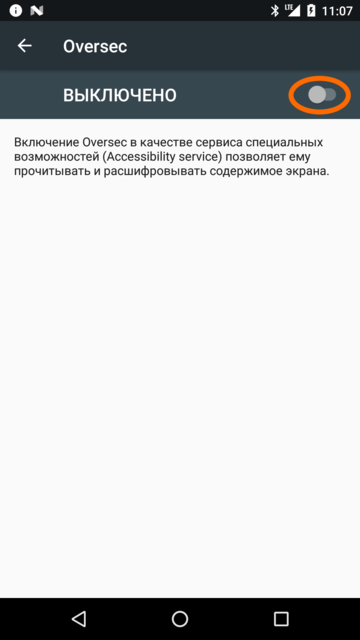 LTE 11:07
Oversec
ВЫКЛЮЧЕНО
Включение Oversec в качестве сервиса специальных
возможностей (Accessibility service) позволяет ему
прочитывать и расшифровывать содержимое экрана.